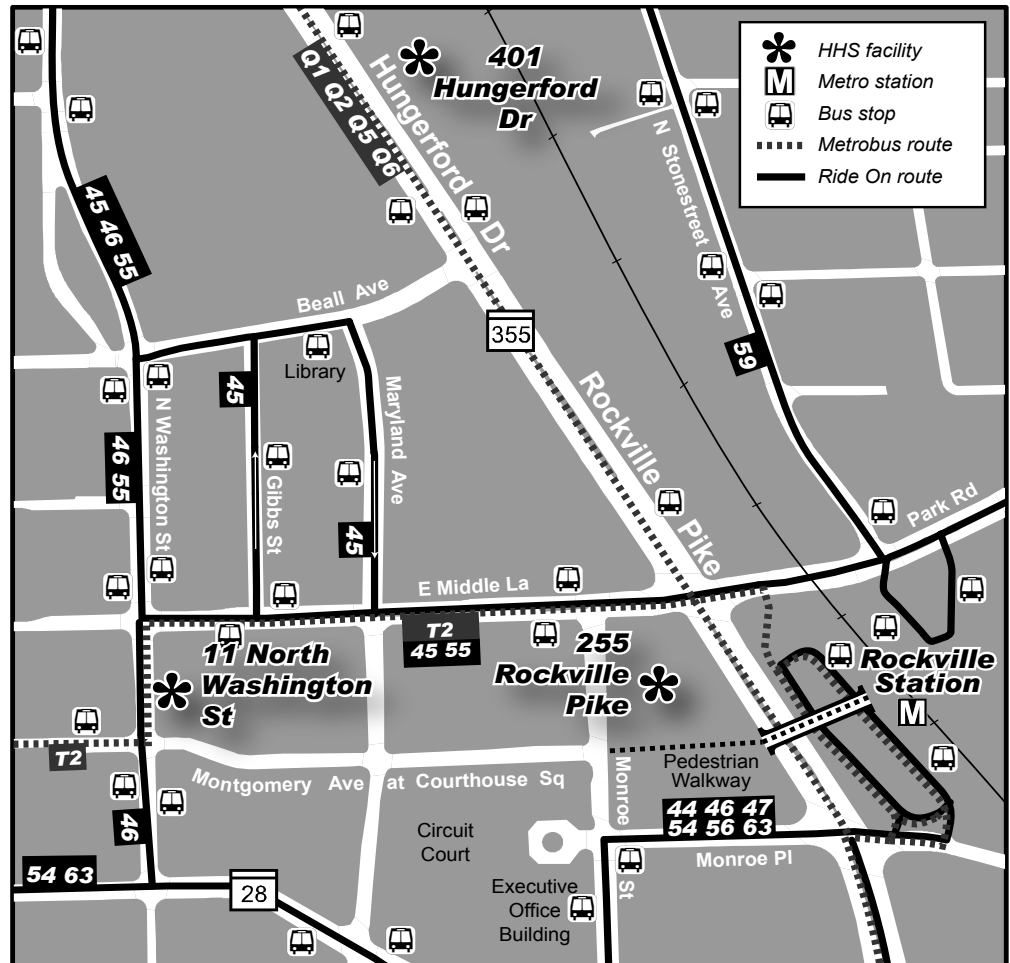 HHS facility
M
Metro station
Bus stop
Metrobus route
Ride On route
401
Hungerford
Dr
Q1 Q2 Q5 Q6
Hungerford Dr
N Stonestreet Ave
45 46 55
Beall Ave
355
Library
59
45
Maryland Ave
Rockville Pike
46 55
N Washington St
Gibbs St
45
Park Rd
E Middle La
T2
45 55
11 North
Washington
St
255
Rockville
Pike
Rockville
Station
M
T2
Montgomery Ave at Courthouse Sq
Pedestrian
Walkway
Monroe St
44 46 47
54 56 63
46
Circuit
Court
Monroe Pl
54 63
28
Executive
Office
Building